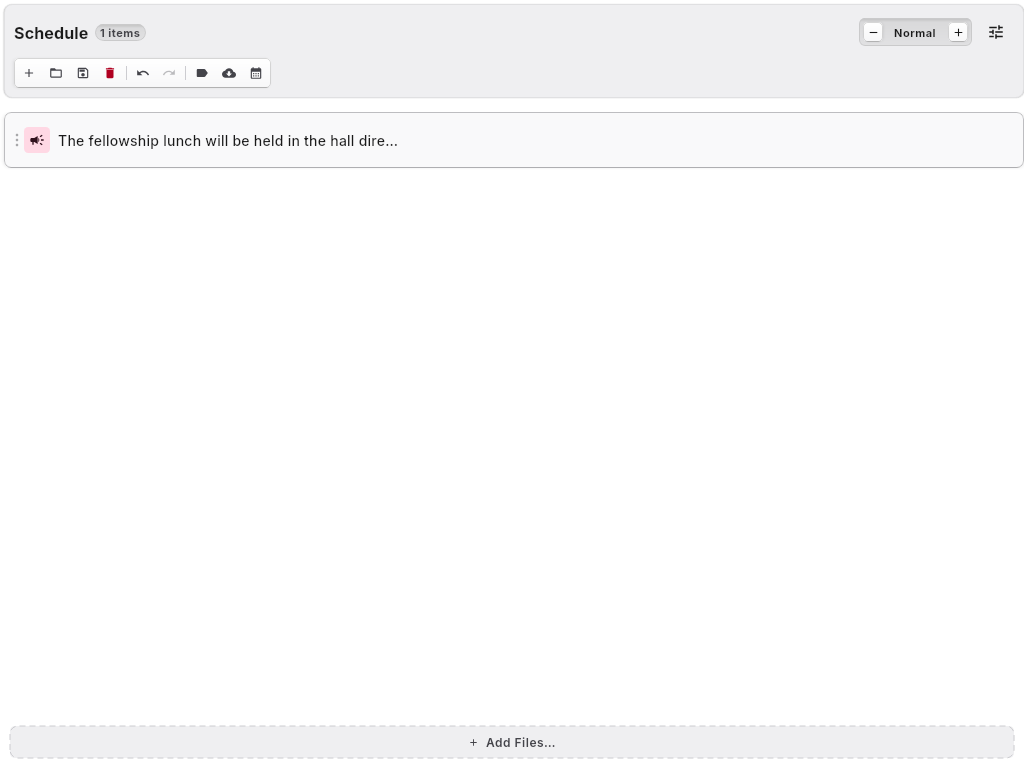 Schedule
1 items
Normal
The fellowship lunch will be held in the hall dire...
Add Files...